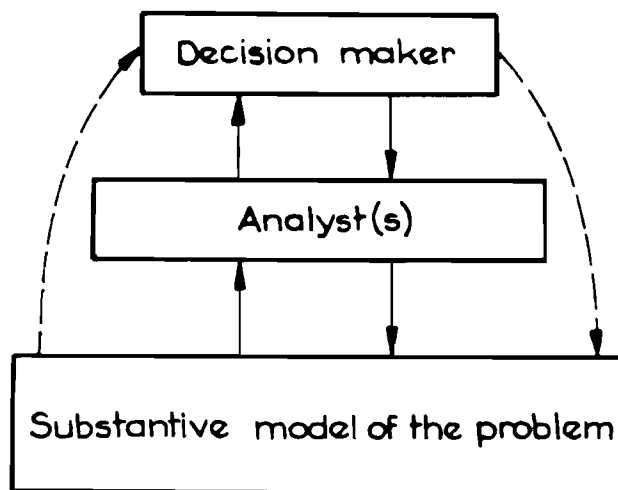 Decision maker
Analyst(s)
Substantive model of the problem